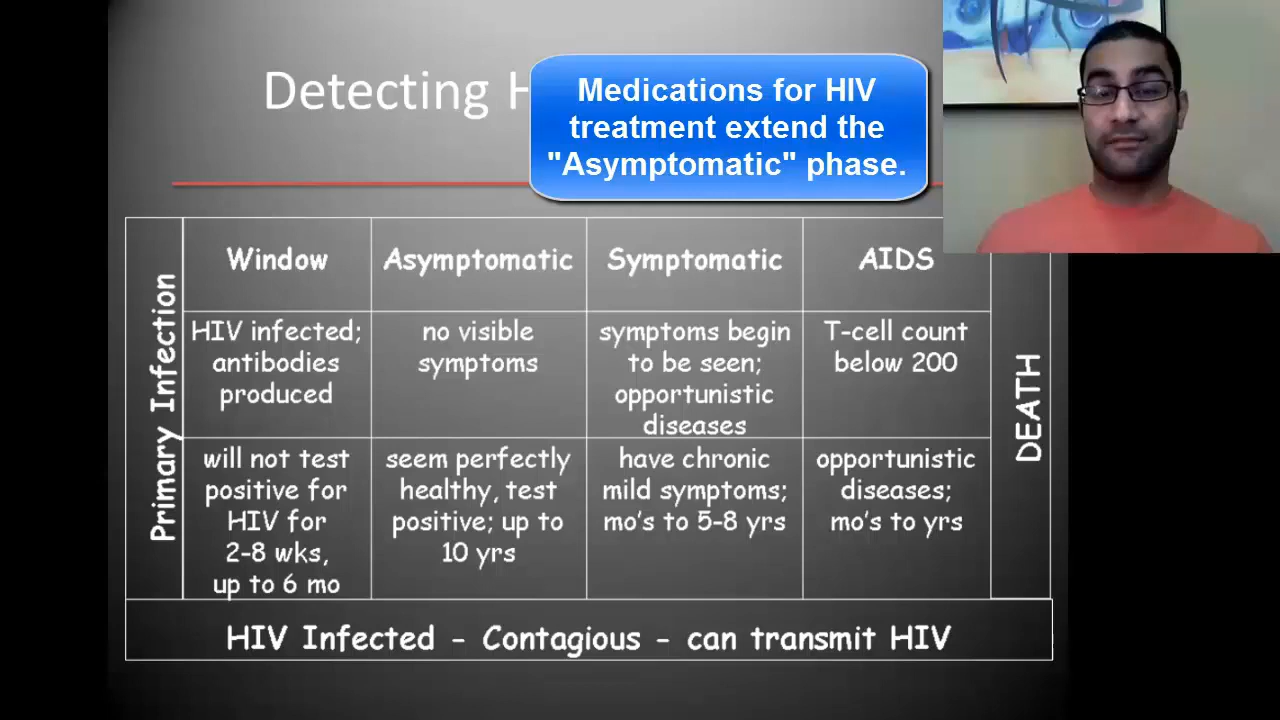 Detecting H
Medications for HIV
treatment extend the
"Asymptomatic" phase.
Primary Infection
Window
Asymptomatic
Symptomatic
AIDS
HIV infected;
antibodies
produced
no visible
symptoms
symptoms begin
to be seen;
opportunistic
diseases
T-cell count
below 200
will not test
positive for
HIV for
2-8 wks,
up to 6 mo
seem perfectly
healthy, test
positive; up to
10 yrs
have chronic
mild symptoms;
mo's to 5-8 yrs
opportunistic
diseases;
mo's to yrs
DEATH
HIV Infected - Contagious - can transmit HIV